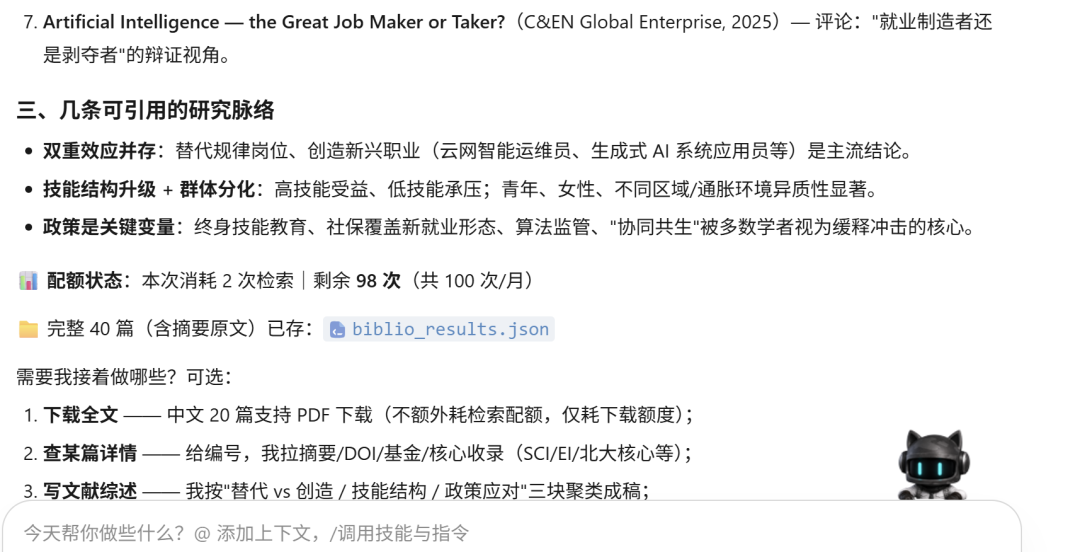 7. Artificial Intelligence — the Great Job Maker or Taker?（C&EN Global Enterprise, 2025）— 评论："就业制造者还
是剥夺者"的辩证视角。
三、几条可引用的研究脉络
• 双重效应并存：替代规律岗位、创造新兴职业（云网智能运维员、生成式 AI 系统应用员等）是主流结论。
• 技能结构升级 + 群体分化：高技能受益、低技能承压；青年、女性、不同区域/通胀环境异质性显著。
• 政策是关键变量：终身技能教育、社保覆盖新就业形态、算法监管、"协同共生"被多数学者视为缓释冲击的核心。
配额状态：本次消耗 2 次检索｜剩余 98 次（共 100 次/月）
完整 40 篇（含摘要原文）已存：biblio_results.json
需要我接着做哪些？可选：
1. 下载全文 —— 中文 20 篇支持 PDF 下载（不额外耗检索配额，仅耗下载额度）；
2. 查某篇详情 —— 给编号，我拉摘要/DOI/基金/核心收录（SCI/EI/北大核心等）；
3. 写文献综述 —— 我按"替代 vs 创造 / 技能结构 / 政策应对"三块聚类成稿；
今天帮你做些什么？@ 添加上下文，/调用技能与指令